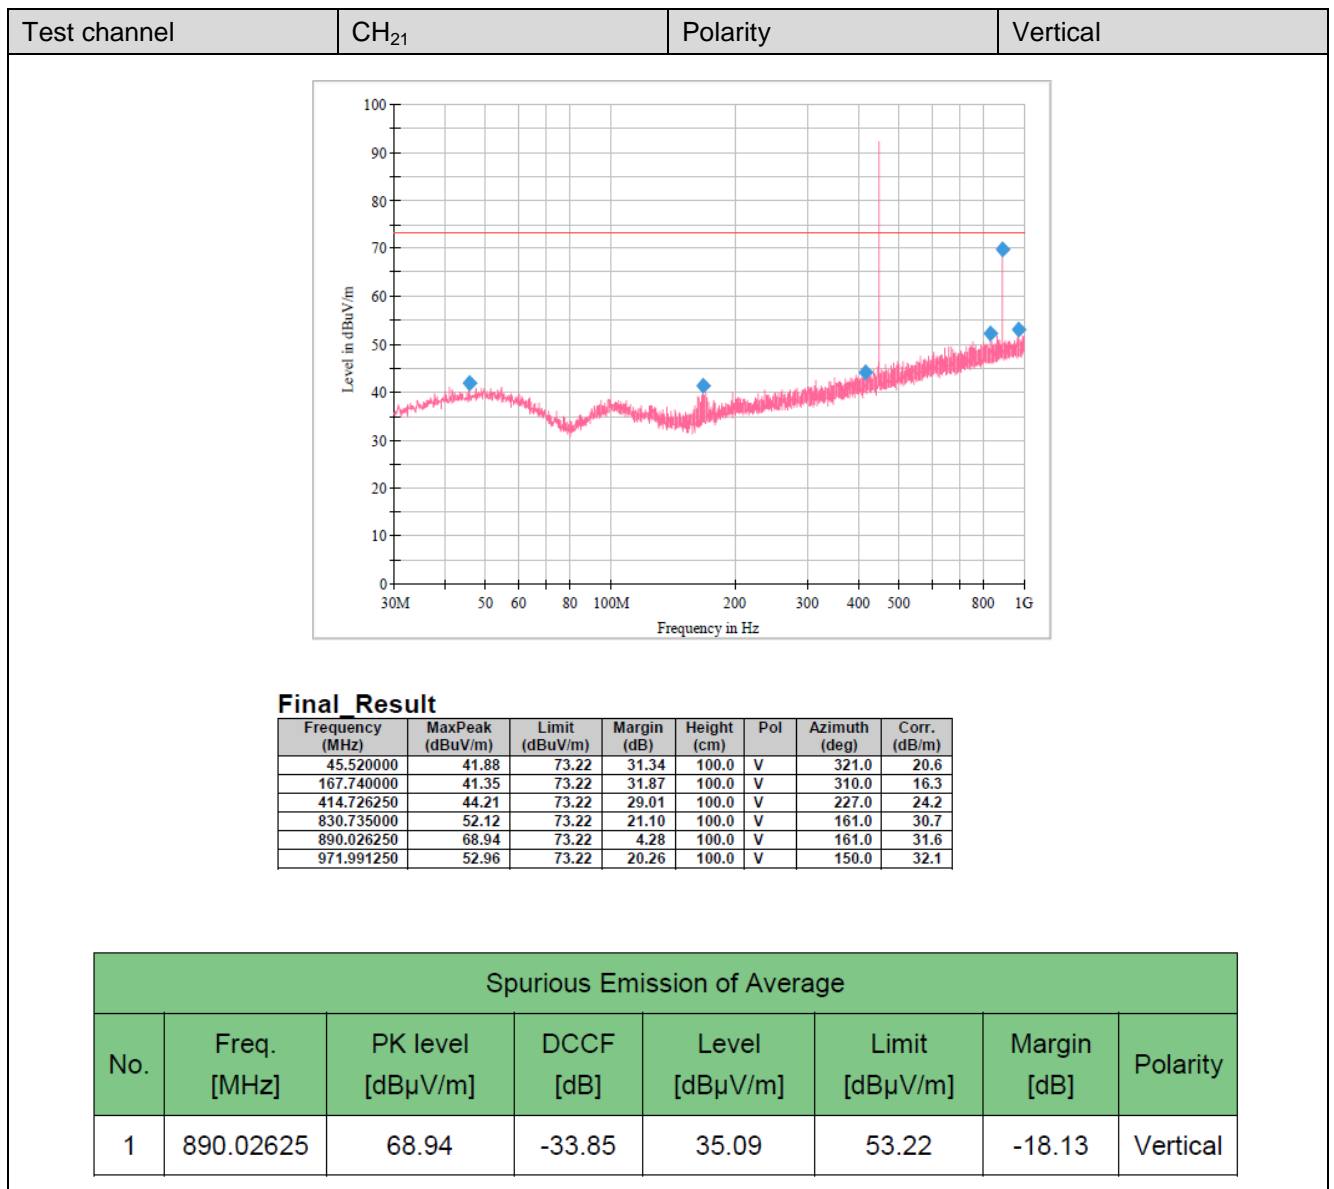 Test channel CH21 Polarity Vertical
100
90
80
70
60
50
40
30
20
10
0
Level in dBuV/m
30M 50 60 80 100M 200 300 400 500 800 1G
Frequency in Hz
Final_Result
Frequency MaxPeak Limit Margin Height Pol Azimuth Corr.
(MHz) (dBuV/m) (dBuV/m) (dB) (cm) (deg) (dB/m)
45.520000 41.88 73.22 31.34 100.0 V 321.0 20.6
167.740000 41.35 73.22 31.87 100.0 V 310.0 16.3
414.726250 44.21 73.22 29.01 100.0 V 227.0 24.2
830.735000 52.12 73.22 21.10 100.0 V 161.0 30.7
890.026250 68.94 73.22 4.28 100.0 V 161.0 31.6
971.991250 52.96 73.22 20.26 100.0 V 150.0 32.1
Spurious Emission of Average
No. Freq. PK level DCCF Level Limit Margin Polarity
[MHz] [dBµV/m] [dB] [dBµV/m] [dBµV/m] [dB]
1 890.02625 68.94 -33.85 35.09 53.22 -18.13 Vertical